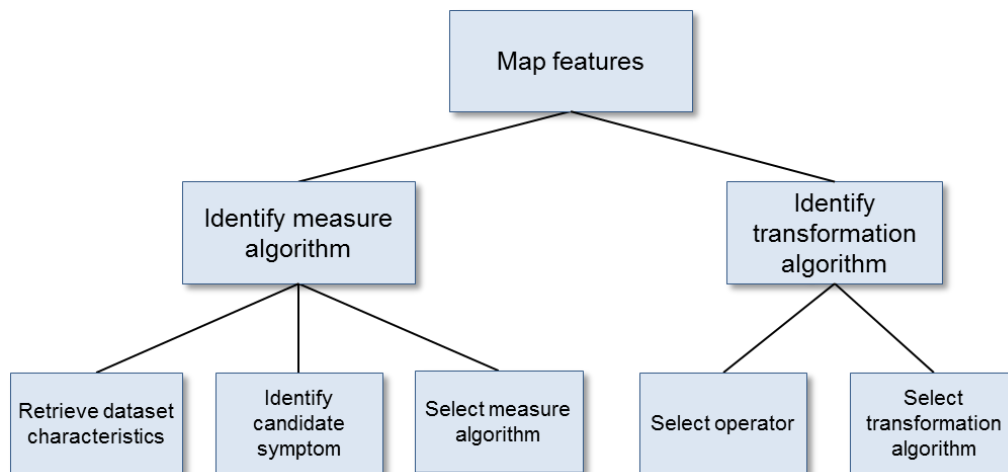 Map features
Identify measure
algorithm
Identify
transformation
algorithm
Retrieve dataset
characteristics
Identify
candidate
symptom
Select measure
algorithm
Select operator
Select
transformation
algorithm